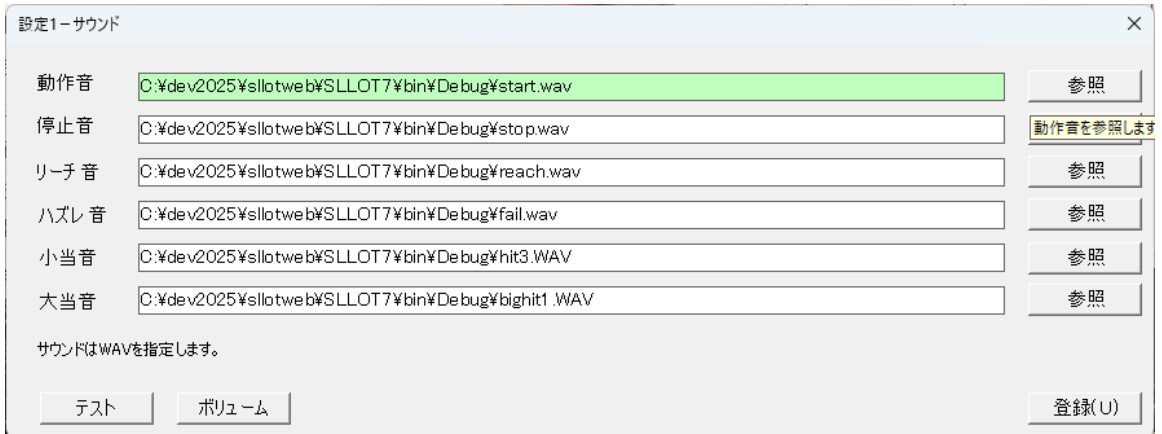 設定1－サウンド ×
動作音 C:¥dev2025¥sllotweb¥SLLOT7¥bin¥Debug¥start.wav 参照
停止音 C:¥dev2025¥sllotweb¥SLLOT7¥bin¥Debug¥stop.wav 動作音を参照します
リーチ音 C:¥dev2025¥sllotweb¥SLLOT7¥bin¥Debug¥reach.wav 参照
ハズレ音 C:¥dev2025¥sllotweb¥SLLOT7¥bin¥Debug¥fail.wav 参照
小当音 C:¥dev2025¥sllotweb¥SLLOT7¥bin¥Debug¥hit3.WAV 参照
大当音 C:¥dev2025¥sllotweb¥SLLOT7¥bin¥Debug¥bighit1.WAV 参照
サウンドはWAVを指定します。
テスト ボリューム 登録(U)